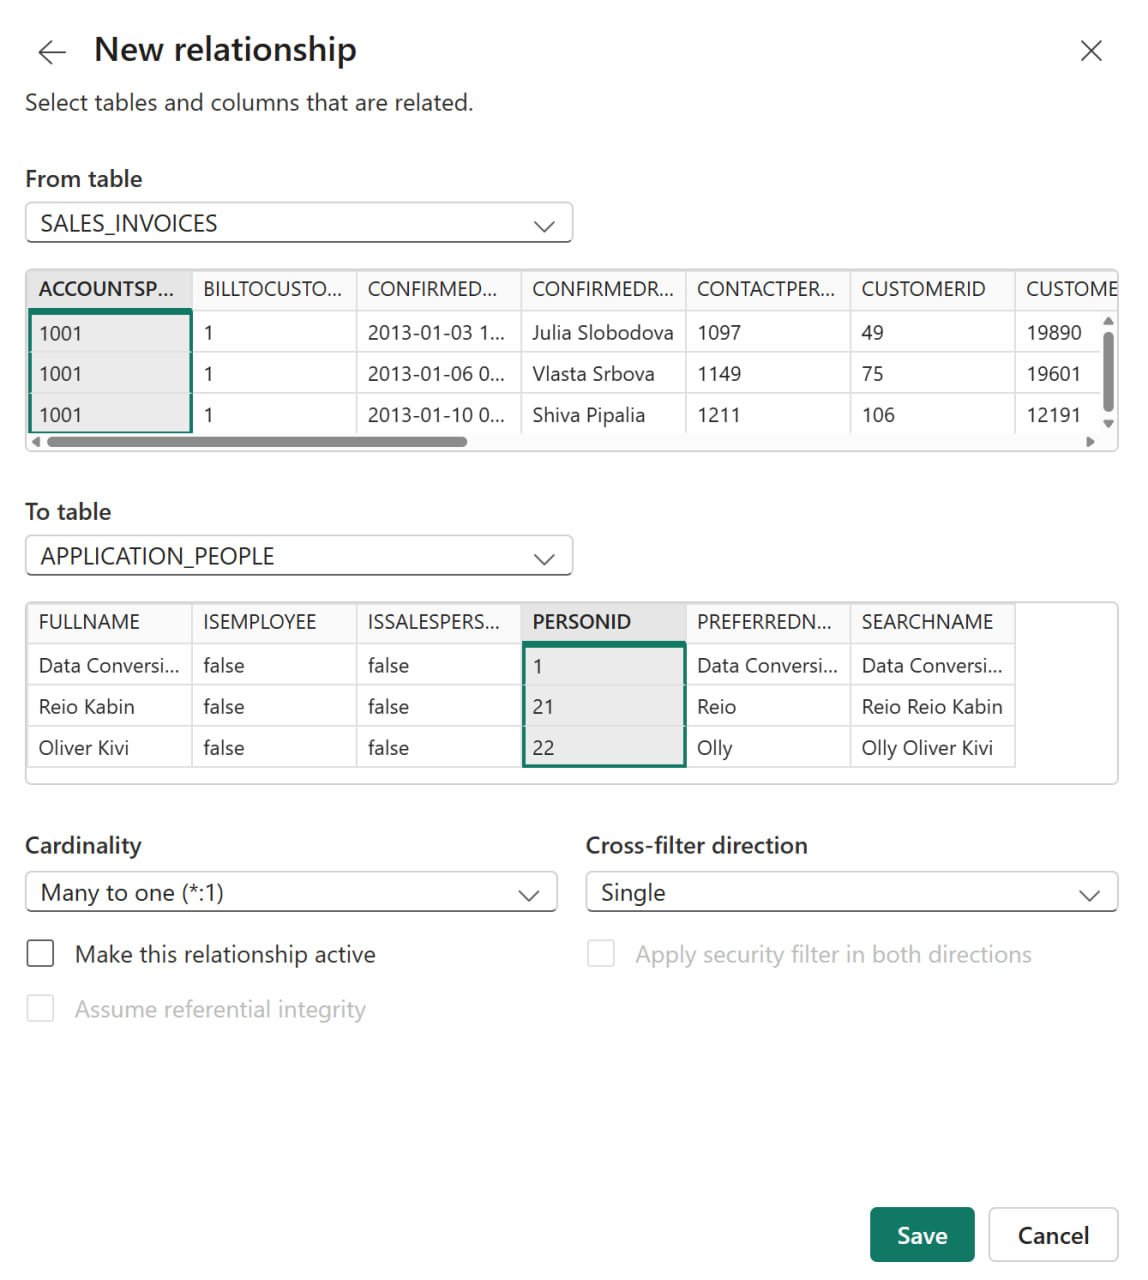 New relationship
Select tables and columns that are related.
From table
SALES_INVOICES
ACCOUNTSP... BILLTOCUSTO... CONFIRMED... CONFIRMEDR... CONTACTPER... CUSTOMERID CUSTOME
1001 1 2013-01-03 1... Julia Slobodova 1097 49 19890
1001 1 2013-01-06 0... Vlasta Srbova 1149 75 19601
1001 1 2013-01-10 0... Shiva Pipalia 1211 106 12191
To table
APPLICATION_PEOPLE
FULLNAME ISEMPLOYEE ISSALESPERS... PERSONID PREFERREDN... SEARCHNAME
Data Conversi... false false 1 Data Conversi... Data Conversi...
Reio Kabin false false 21 Reio Reio Reio Kabin
Oliver Kivi false false 22 Olly Olly Oliver Kivi
Cardinality Cross-filter direction
Many to one (*:1) Single
Make this relationship active Apply security filter in both directions
Assume referential integrity
Save Cancel